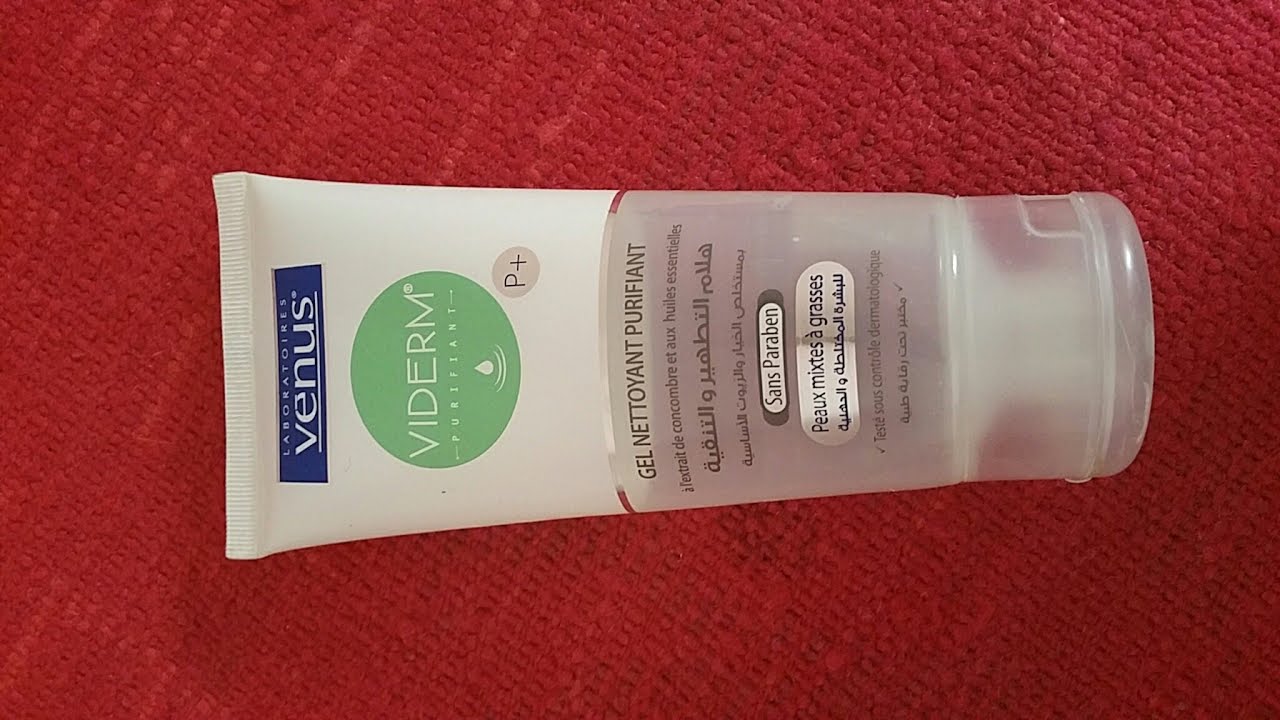 LABORATOIRES
venus®
VIDERM®
PURIFIANT
P+
GEL NETTOYANT PURIFIANT
à l'extrait de concombre et aux huiles essentielles
هلام التطهير و التنقية
بمستخلص الخيار والزيوت الأساسية
Sans Paraben
Peaux mixtes à grasses
للبشرة المختلطة و الدهنية
✓ Testé sous contrôle dermatologique
✓ مختبر تحت رقابة طبية